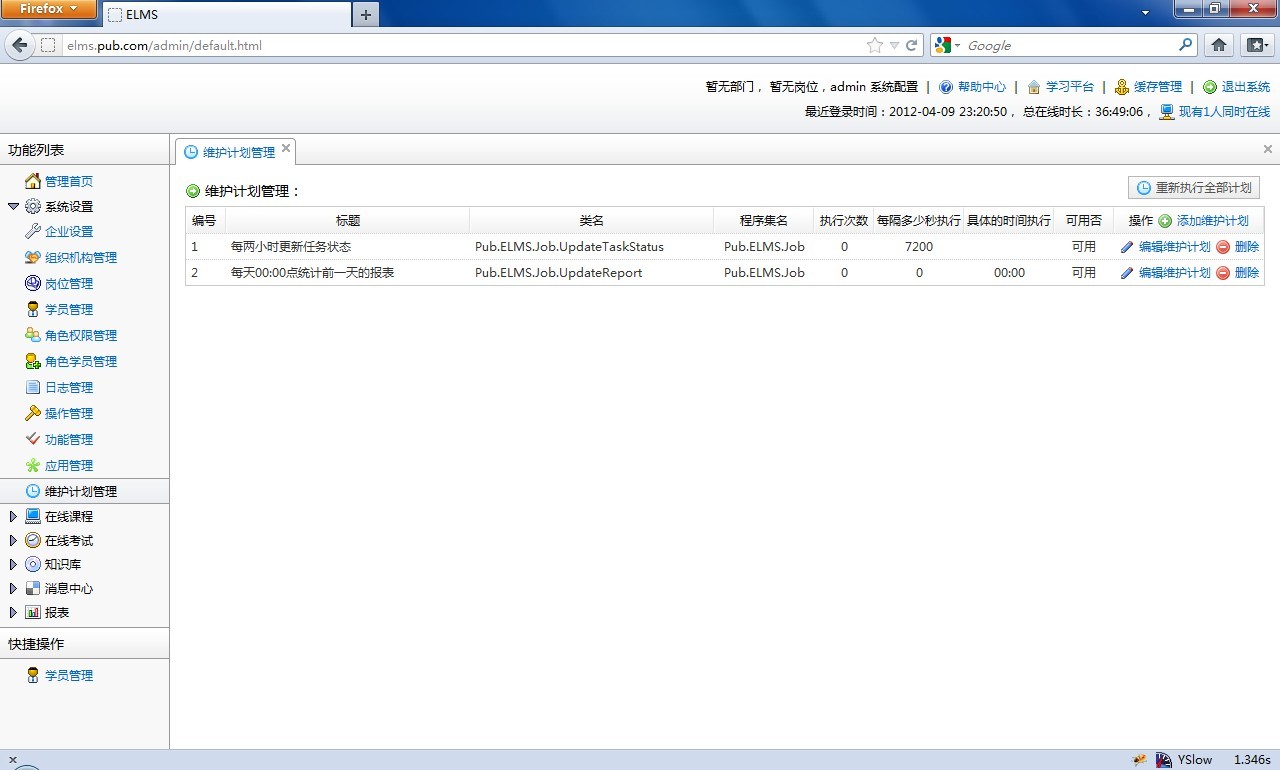 Firefox
ELMS
elms.pub.com/admin/default.html
Google
暂无部门， 暂无岗位，admin 系统配置 | 帮助中心 | 学习平台 | 缓存管理 | 退出系统
最近登录时间：2012-04-09 23:20:50， 总在线时长：36:49:06， 现有1人同时在线
功能列表
管理首页
系统设置
企业设置
组织机构管理
岗位管理
学员管理
角色权限管理
角色学员管理
日志管理
操作管理
功能管理
应用管理
维护计划管理
在线课程
在线考试
知识库
消息中心
报表
快捷操作
学员管理
维护计划管理
维护计划管理：
重新执行全部计划
编号 标题 类名 程序集名 执行次数 每隔多少秒执行 具体的时间执行 可用否 操作 添加维护计划
1 每两小时更新任务状态 Pub.ELMS.Job.UpdateTaskStatus Pub.ELMS.Job 0 7200 可用 编辑维护计划 删除
2 每天00:00点统计前一天的报表 Pub.ELMS.Job.UpdateReport Pub.ELMS.Job 0 0 00:00 可用 编辑维护计划 删除
YSlow 1.346s